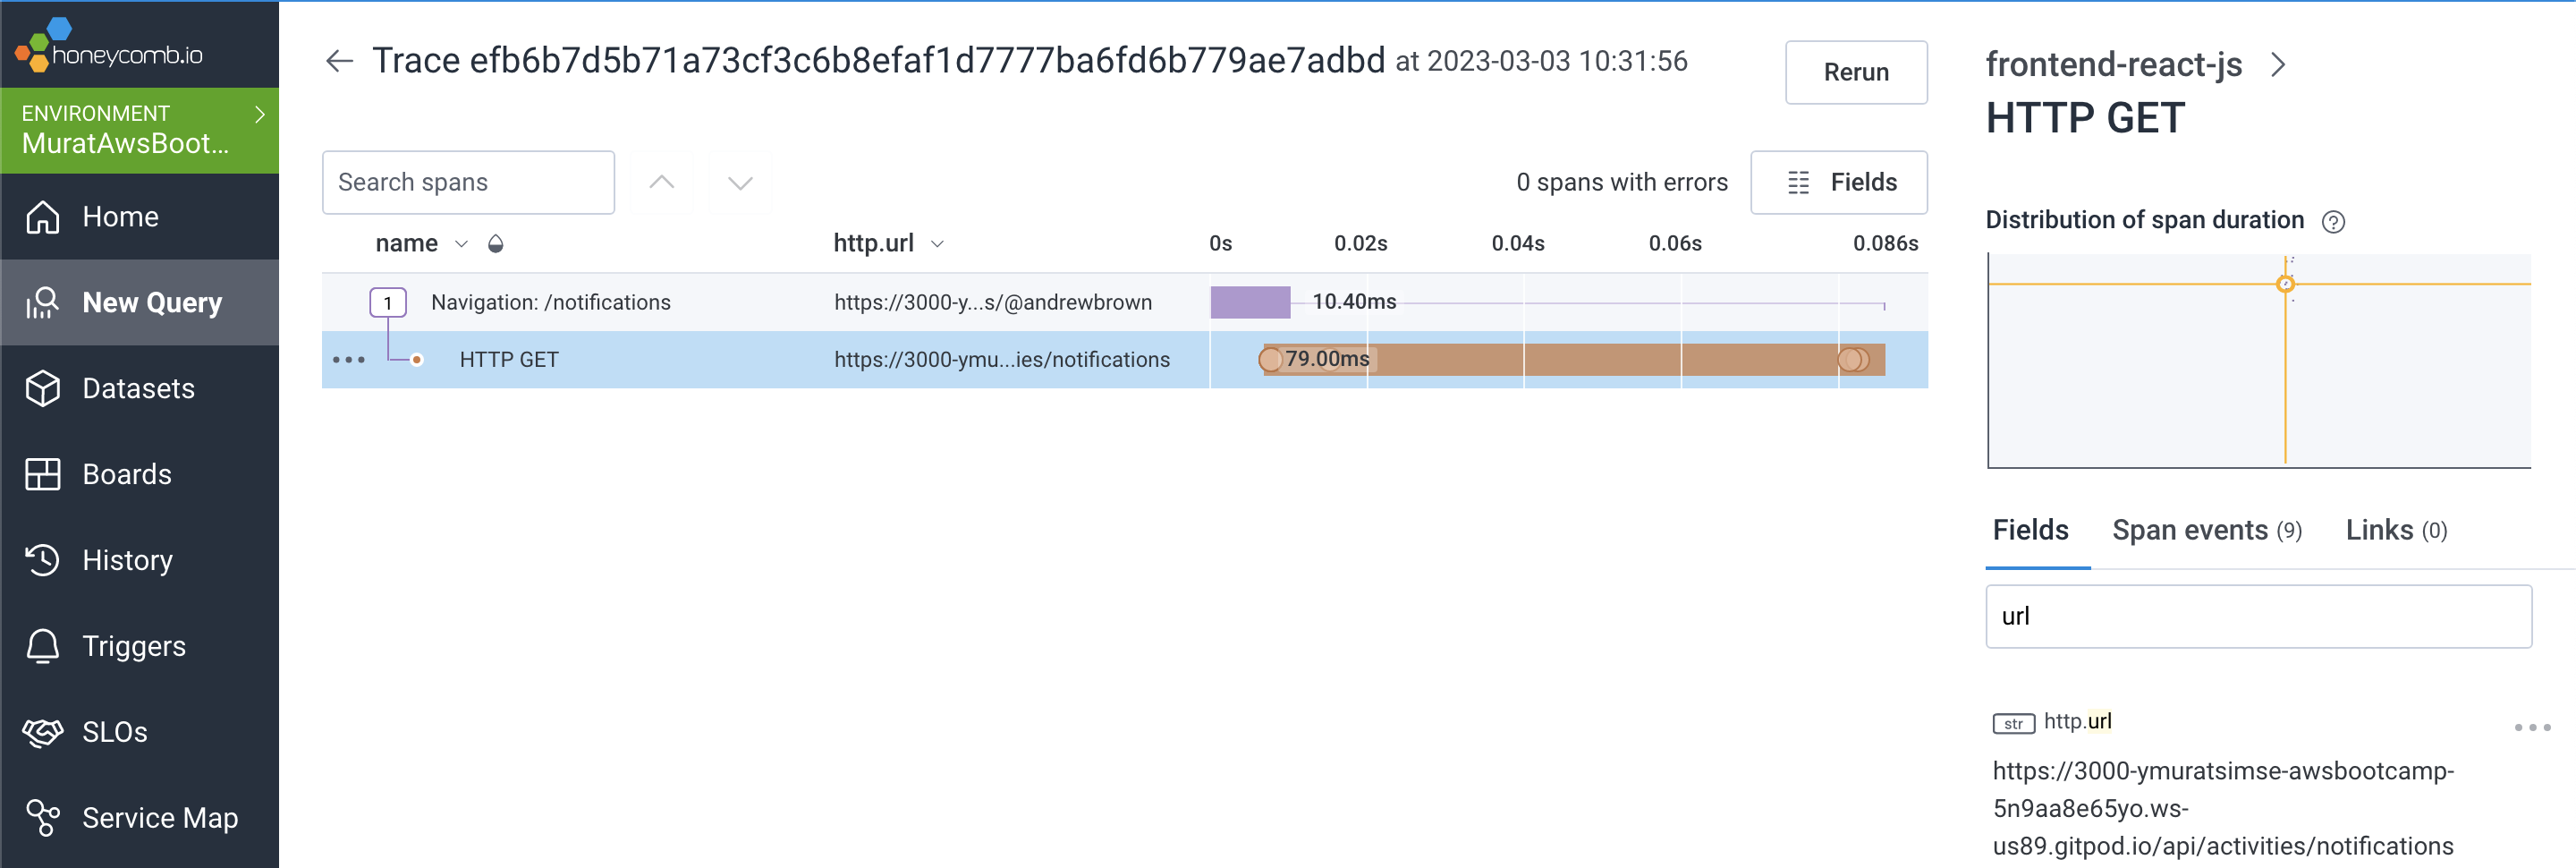 honeycomb.io
ENVIRONMENT
MuratAwsBoot...
Home
New Query
Datasets
Boards
History
Triggers
SLOs
Service Map
Trace efb6b7d5b71a73cf3c6b8efaf1d7777ba6fd6b779ae7adbd at 2023-03-03 10:31:56
Rerun
Search spans
0 spans with errors
Fields
name http.url 0s 0.02s 0.04s 0.06s 0.086s
1 Navigation: /notifications https://3000-y...s/@andrewbrown 10.40ms
HTTP GET https://3000-ymu...ies/notifications 79.00ms
frontend-react-js
HTTP GET
Distribution of span duration ?
Fields Span events (9) Links (0)
url
str http.url
https://3000-ymuratsimse-awsbootcamp-
5n9aa8e65yo.ws-
us89.gitpod.io/api/activities/notifications